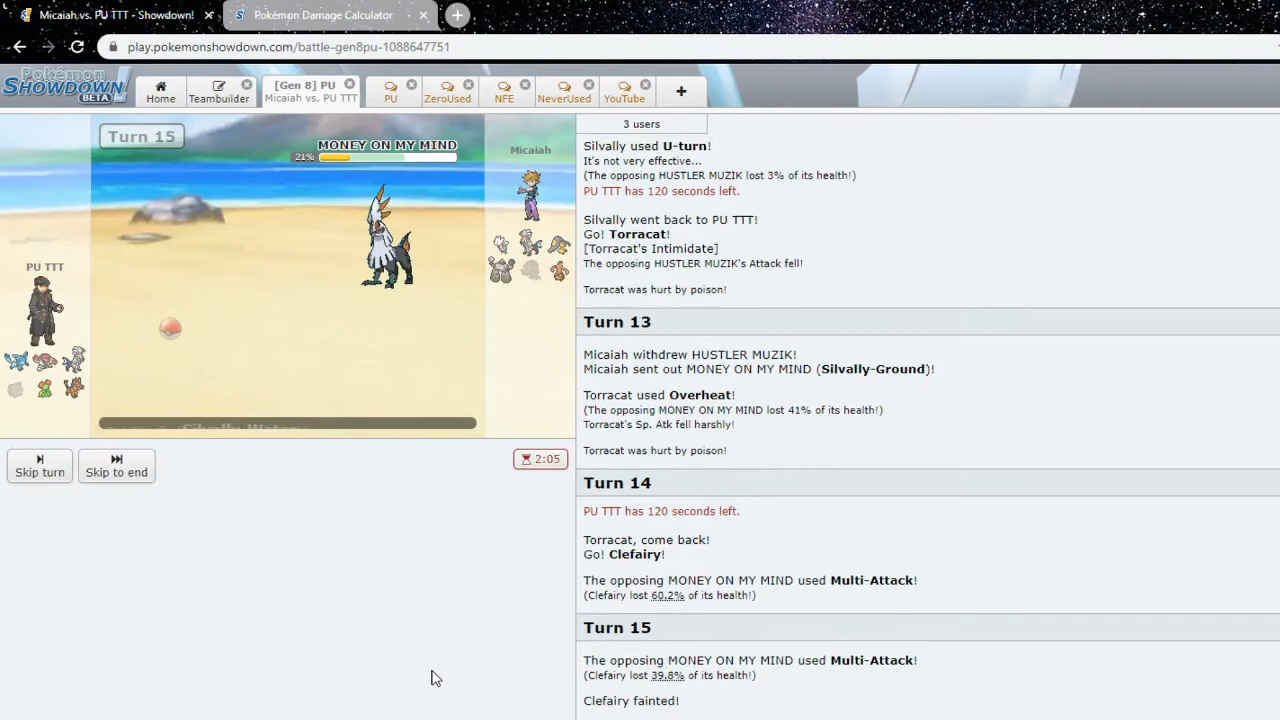 Micaiah vs. PU TTT - Showdown!
Pokémon Damage Calculator
play.pokemonshowdown.com/battle-gen8pu-1088647751
Pokémon
SHOWDOWN
BETA
Home
Teambuilder
[Gen 8] PU
Micaiah vs. PU TTT
PU
ZeroUsed
NFE
NeverUsed
YouTube
Turn 15
MONEY ON MY MIND
21%
Micaiah
PU TTT
Silvally-Water
Skip turn
Skip to end
2:05
3 users
Silvally used U-turn!
It's not very effective...
(The opposing HUSTLER MUZIK lost 3% of its health!)
PU TTT has 120 seconds left.
Silvally went back to PU TTT!
Go! Torracat!
[Torracat's Intimidate]
The opposing HUSTLER MUZIK's Attack fell!
Torracat was hurt by poison!
Turn 13
Micaiah withdrew HUSTLER MUZIK!
Micaiah sent out MONEY ON MY MIND (Silvally-Ground)!
Torracat used Overheat!
(The opposing MONEY ON MY MIND lost 41% of its health!)
Torracat's Sp. Atk fell harshly!
Torracat was hurt by poison!
Turn 14
PU TTT has 120 seconds left.
Torracat, come back!
Go! Clefairy!
The opposing MONEY ON MY MIND used Multi-Attack!
(Clefairy lost 60.2% of its health!)
Turn 15
The opposing MONEY ON MY MIND used Multi-Attack!
(Clefairy lost 39.8% of its health!)
Clefairy fainted!